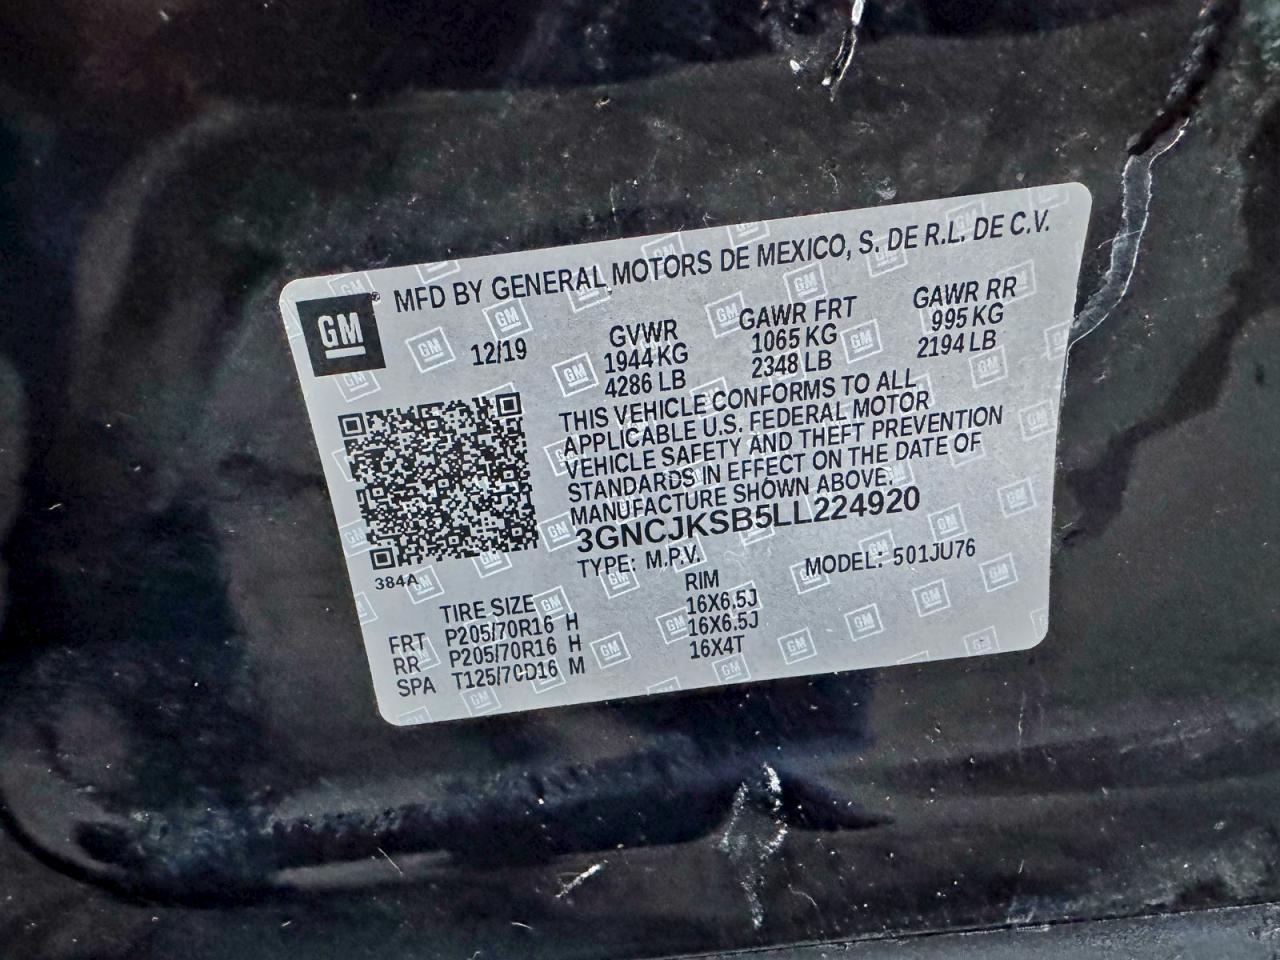 MFD BY GENERAL MOTORS DE MEXICO, S. DE R.L. DE C.V.
GM®
12/19
GVWR GAWR FRT GAWR RR
1944 KG 1065 KG 995 KG
4286 LB 2348 LB 2194 LB
THIS VEHICLE CONFORMS TO ALL
APPLICABLE U.S. FEDERAL MOTOR
VEHICLE SAFETY AND THEFT PREVENTION
STANDARDS IN EFFECT ON THE DATE OF
MANUFACTURE SHOWN ABOVE.
3GNCJKSB5LL224920
TYPE: M.P.V. MODEL: 501JU76
384A
TIRE SIZE RIM
FRT P205/70R16 H 16X6.5J
RR P205/70R16 H 16X6.5J
SPA T125/70D16 M 16X4T